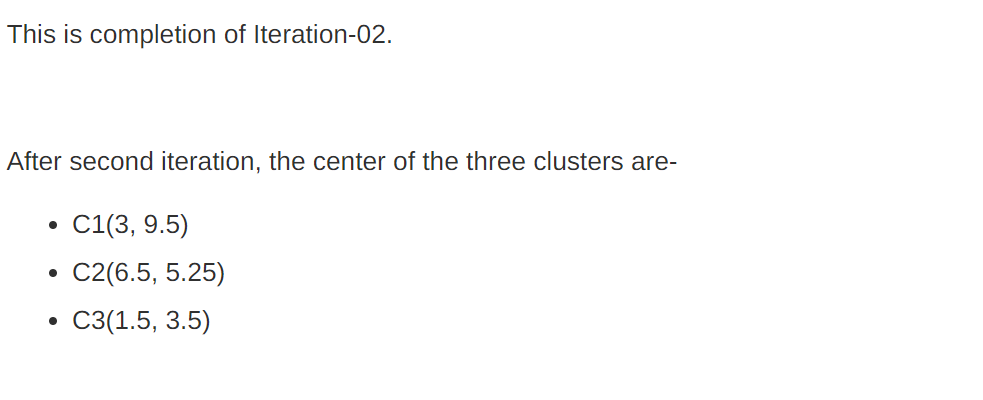 This is completion of Iteration-02.
After second iteration, the center of the three clusters are-
• C1(3, 9.5)
• C2(6.5, 5.25)
• C3(1.5, 3.5)